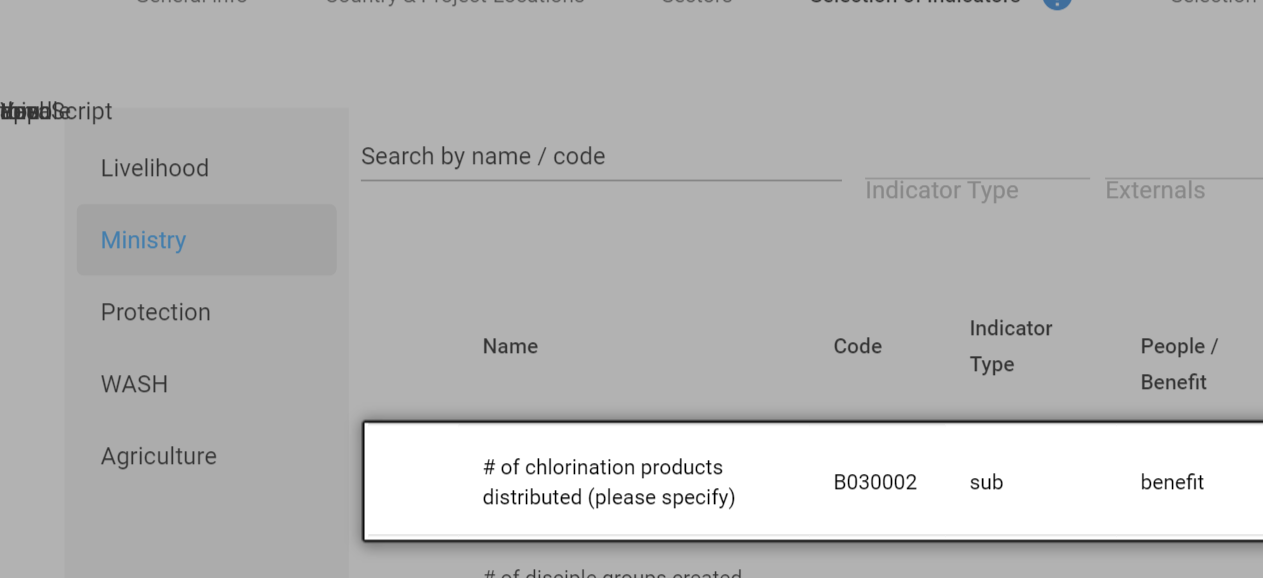 General Info Country & Project Locations Sectors Selection of Indicators Selection
Script
Livelihood
Search by name / code
Indicator Type Externals
Ministry
Protection
Name
Code
Indicator
Type
People /
Benefit
WASH
Agriculture
# of chlorination products
distributed (please specify)
B030002
sub
benefit
# of disciple groups created